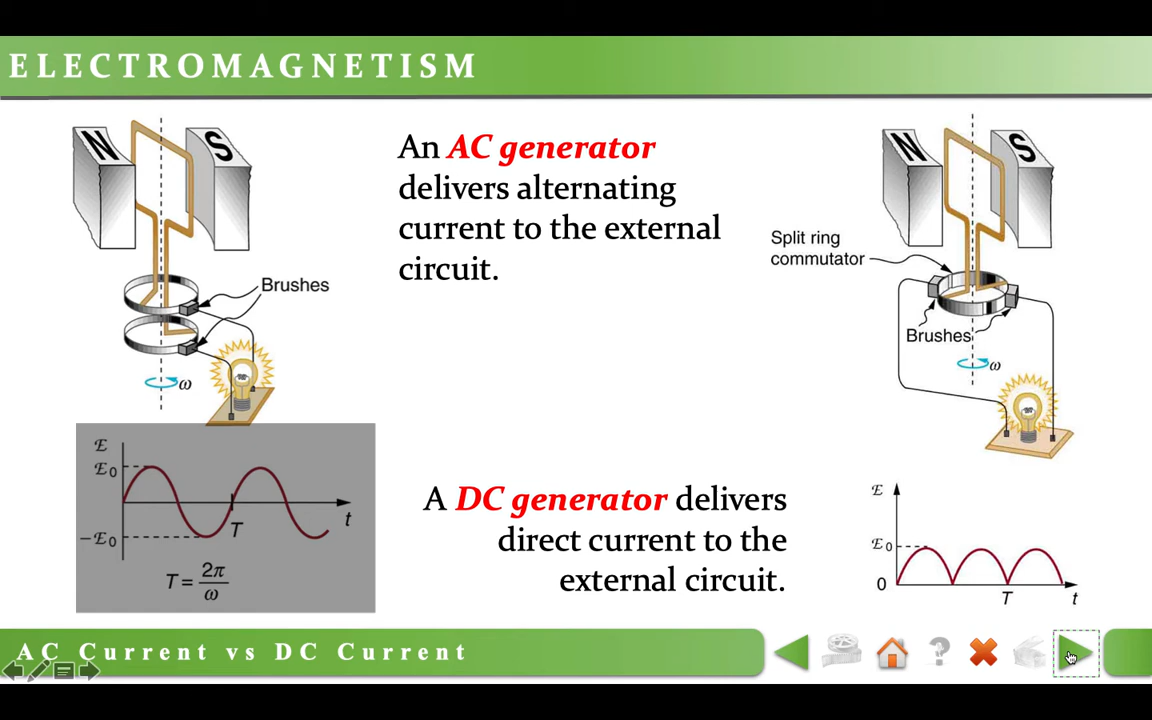 ELECTROMAGNETISM
N S
Brushes
ω
An AC generator
delivers alternating
current to the external
circuit.
N S
Split ring
commutator
Brushes
ω
ℰ
ℰ0
−ℰ0
T
t
T = 2π/ω
A DC generator delivers
direct current to the
external circuit.
ℰ
ℰ0
0
T
t
AC Current vs DC Current
?